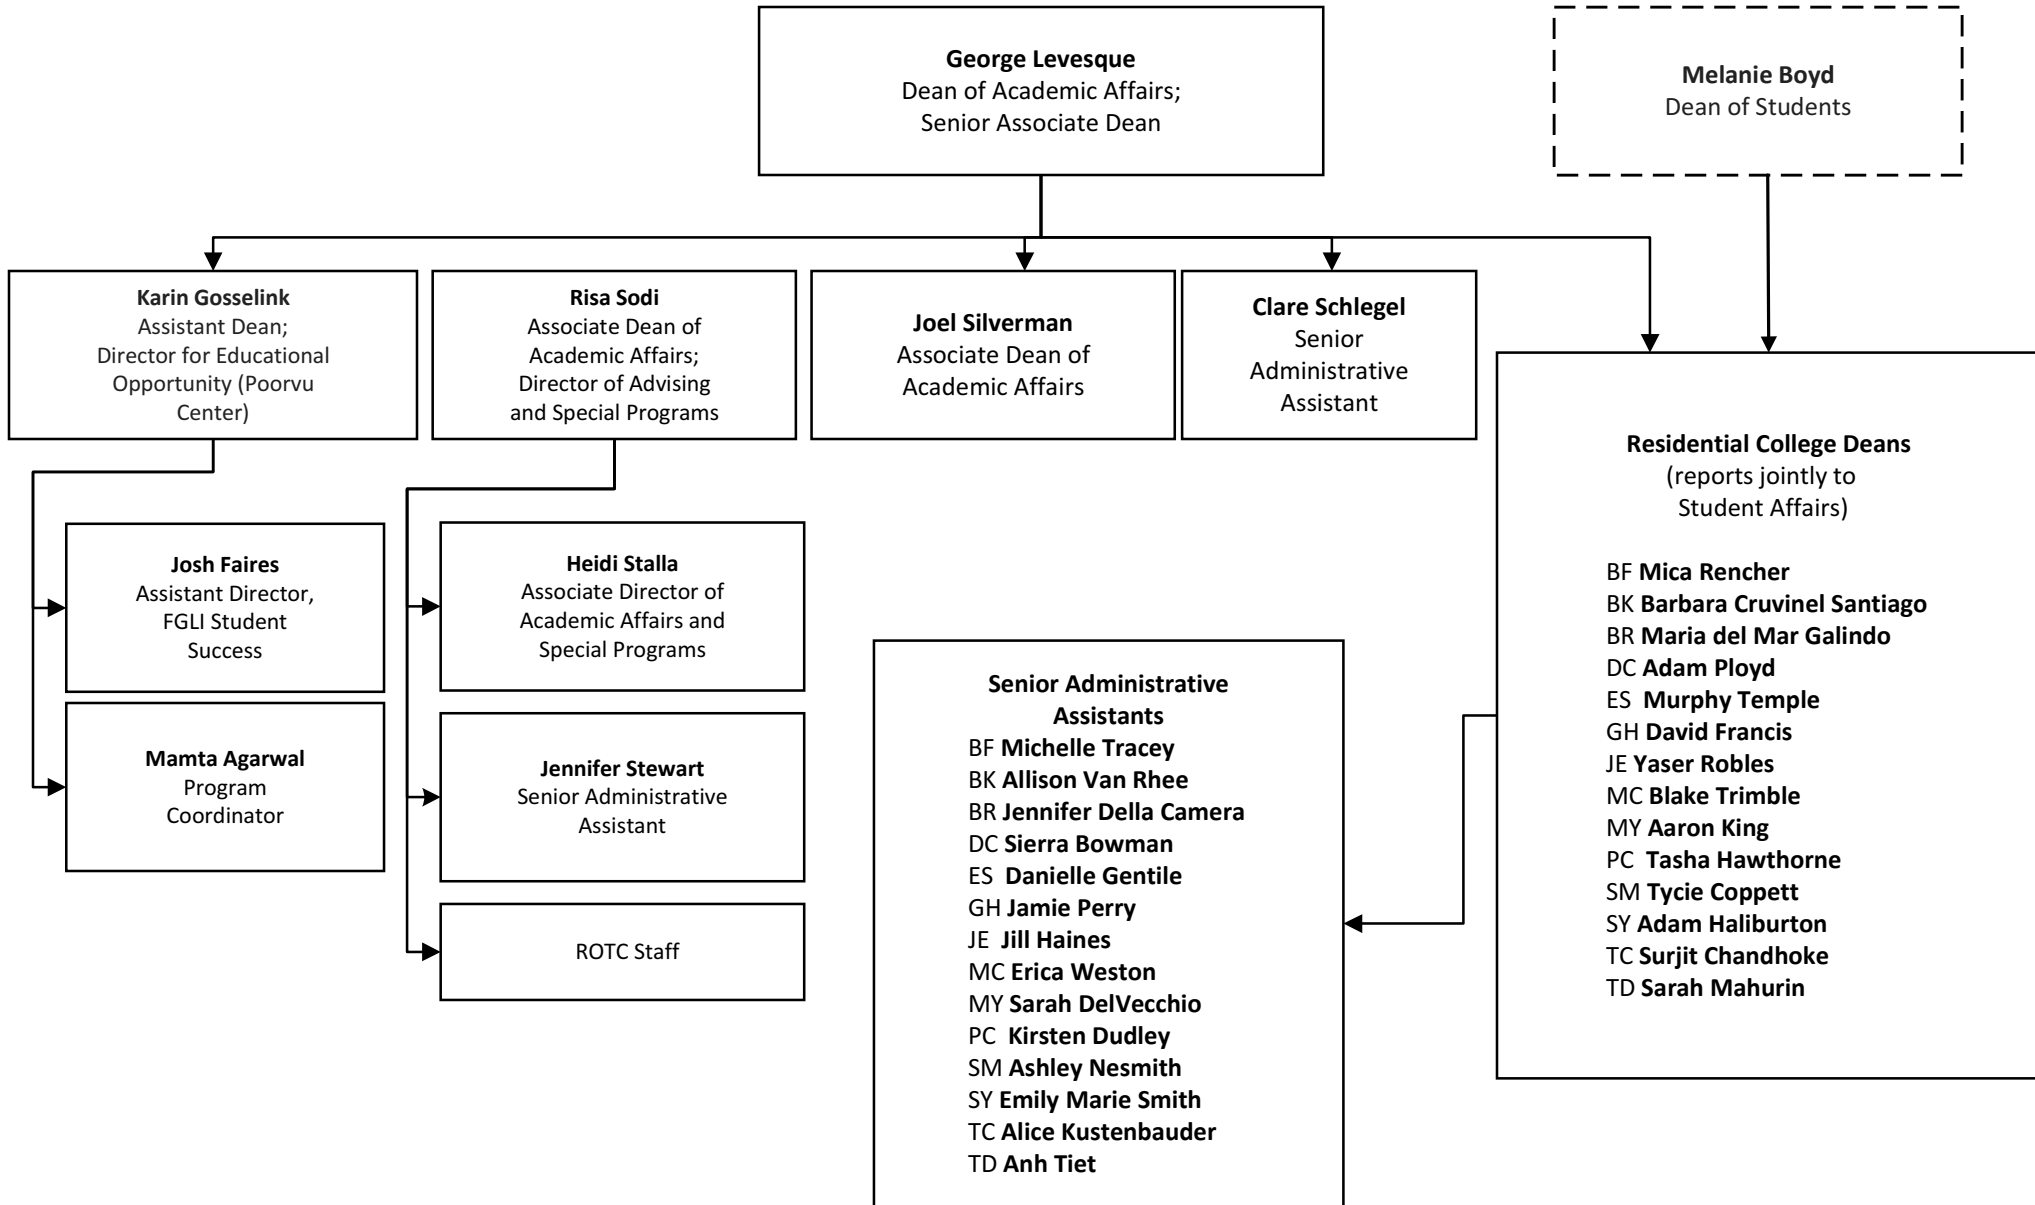 George Levesque
Dean of Academic Affairs;
Senior Associate Dean
Melanie Boyd
Dean of Students
Karin Gosselink
Assistant Dean;
Director for Educational
Opportunity (Poorvu
Center)
Risa Sodi
Associate Dean of
Academic Affairs;
Director of Advising
and Special Programs
Joel Silverman
Associate Dean of
Academic Affairs
Clare Schlegel
Senior
Administrative
Assistant
Residential College Deans
(reports jointly to
Student Affairs)
BF Mica Rencher
BK Barbara Cruvinel Santiago
BR Maria del Mar Galindo
DC Adam Ployd
ES Murphy Temple
GH David Francis
JE Yaser Robles
MC Blake Trimble
MY Aaron King
PC Tasha Hawthorne
SM Tycie Coppett
SY Adam Haliburton
TC Surjit Chandhoke
TD Sarah Mahurin
Josh Faires
Assistant Director,
FGLI Student
Success
Mamta Agarwal
Program
Coordinator
Heidi Stalla
Associate Director of
Academic Affairs and
Special Programs
Jennifer Stewart
Senior Administrative
Assistant
ROTC Staff
Senior Administrative
Assistants
BF Michelle Tracey
BK Allison Van Rhee
BR Jennifer Della Camera
DC Sierra Bowman
ES Danielle Gentile
GH Jamie Perry
JE Jill Haines
MC Erica Weston
MY Sarah DelVecchio
PC Kirsten Dudley
SM Ashley Nesmith
SY Emily Marie Smith
TC Alice Kustenbauder
TD Anh Tiet